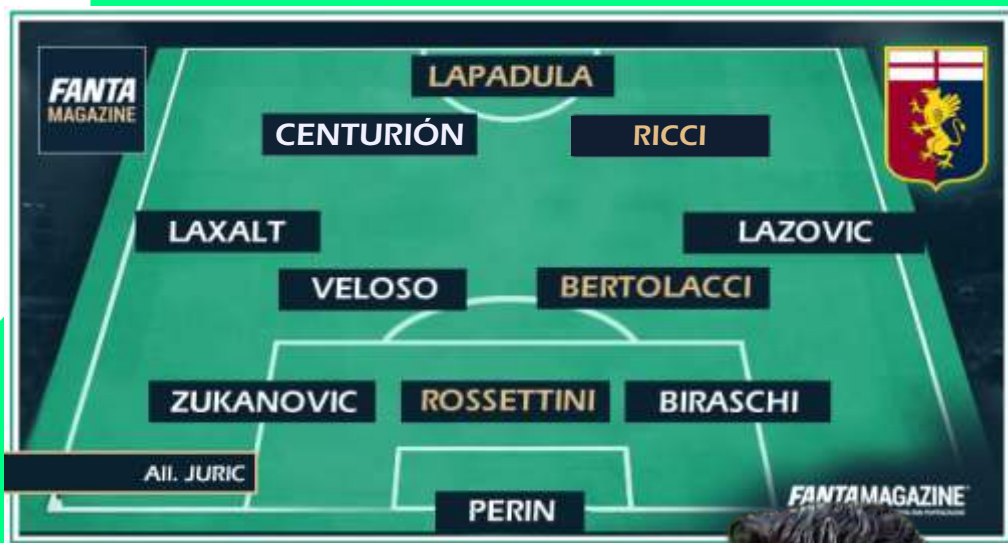 FANTA
MAGAZINE
LAPADULA
CENTURIÓN
RICCI
LAXALT
LAZOVIC
VELOSO
BERTOLACCI
ZUKANOVIC
ROSSETTINI
BIRASCHI
All. JURIC
PERIN
FANTAMAGAZINE